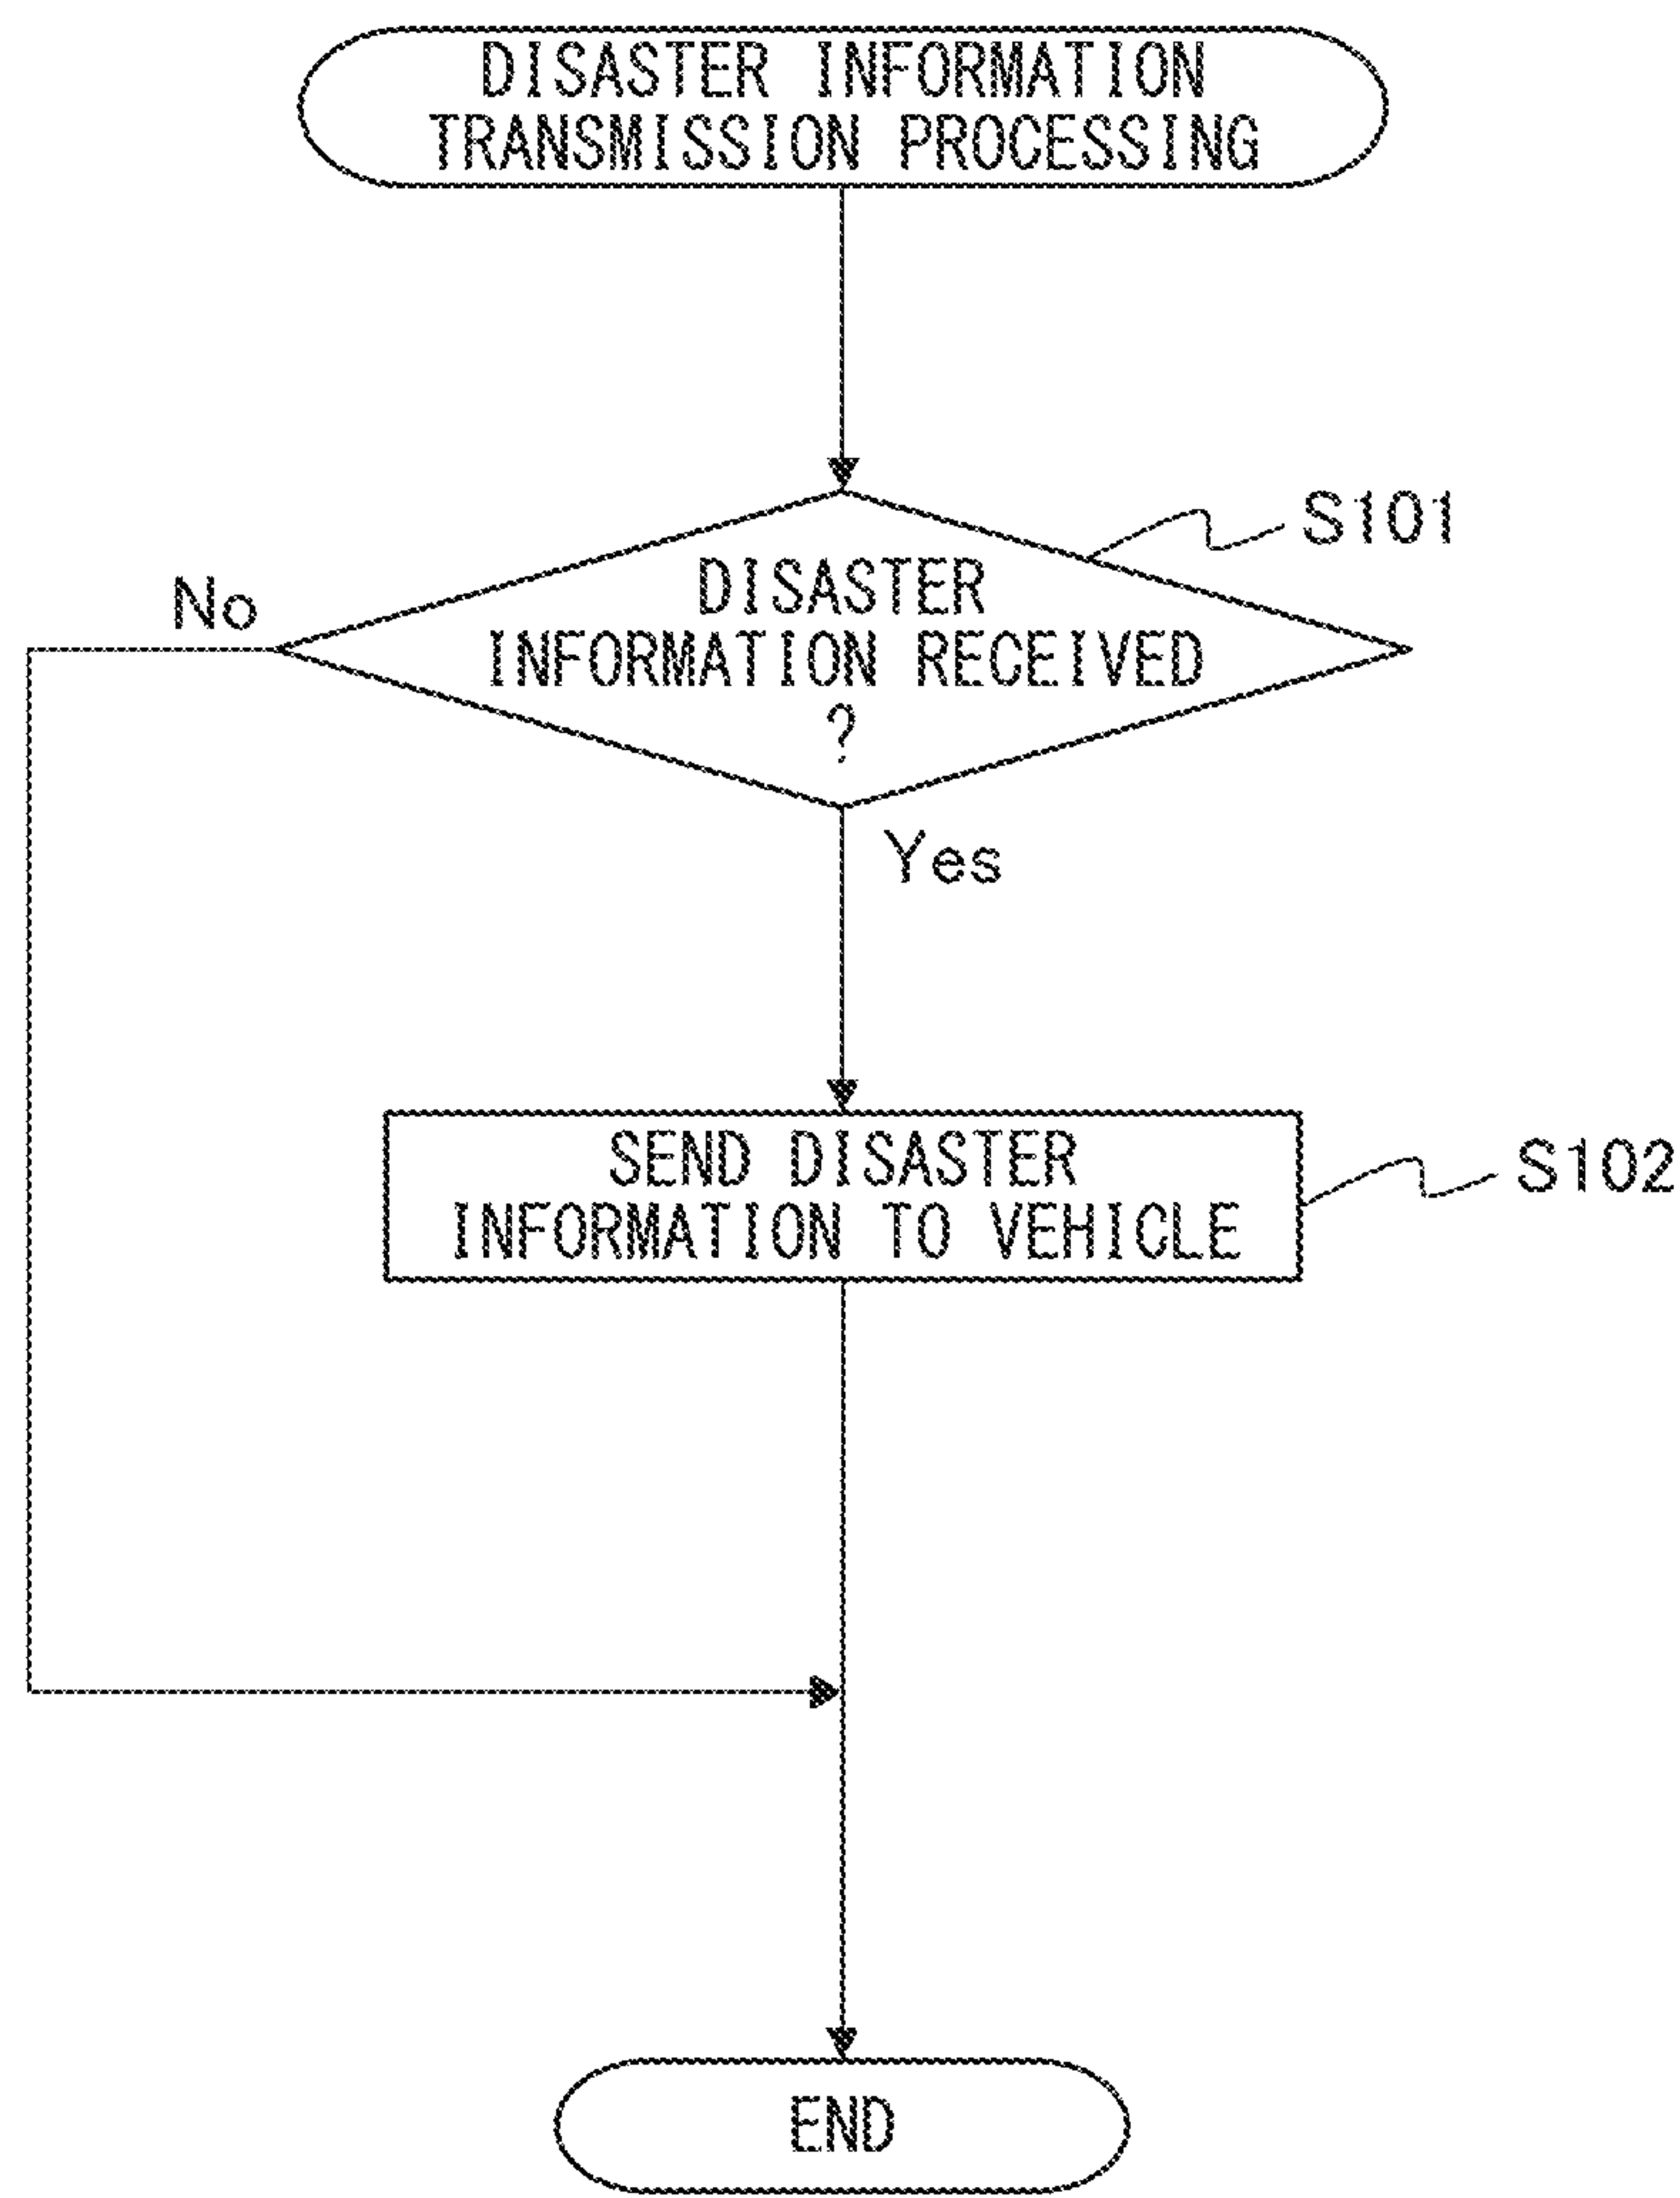 DISASTER INFORMATION
TRANSMISSION PROCESSING
S101
No
DISASTER
INFORMATION RECEIVED
?
Yes
SEND DISASTER
INFORMATION TO VEHICLE
S102
END